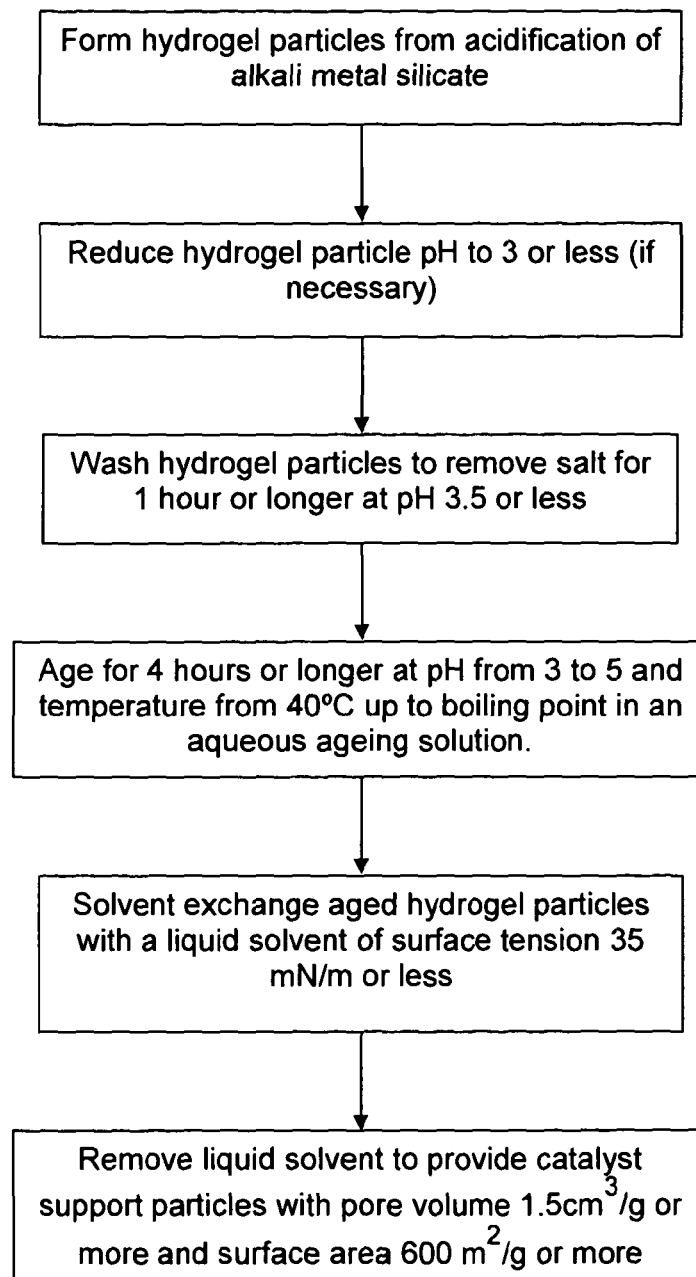 Form hydrogel particles from acidification of
alkali metal silicate
Reduce hydrogel particle pH to 3 or less (if
necessary)
Wash hydrogel particles to remove salt for
1 hour or longer at pH 3.5 or less
Age for 4 hours or longer at pH from 3 to 5 and
temperature from 40ºC up to boiling point in an
aqueous ageing solution.
Solvent exchange aged hydrogel particles
with a liquid solvent of surface tension 35
mN/m or less
Remove liquid solvent to provide catalyst
support particles with pore volume 1.5cm³/g or
more and surface area 600 m²/g or more